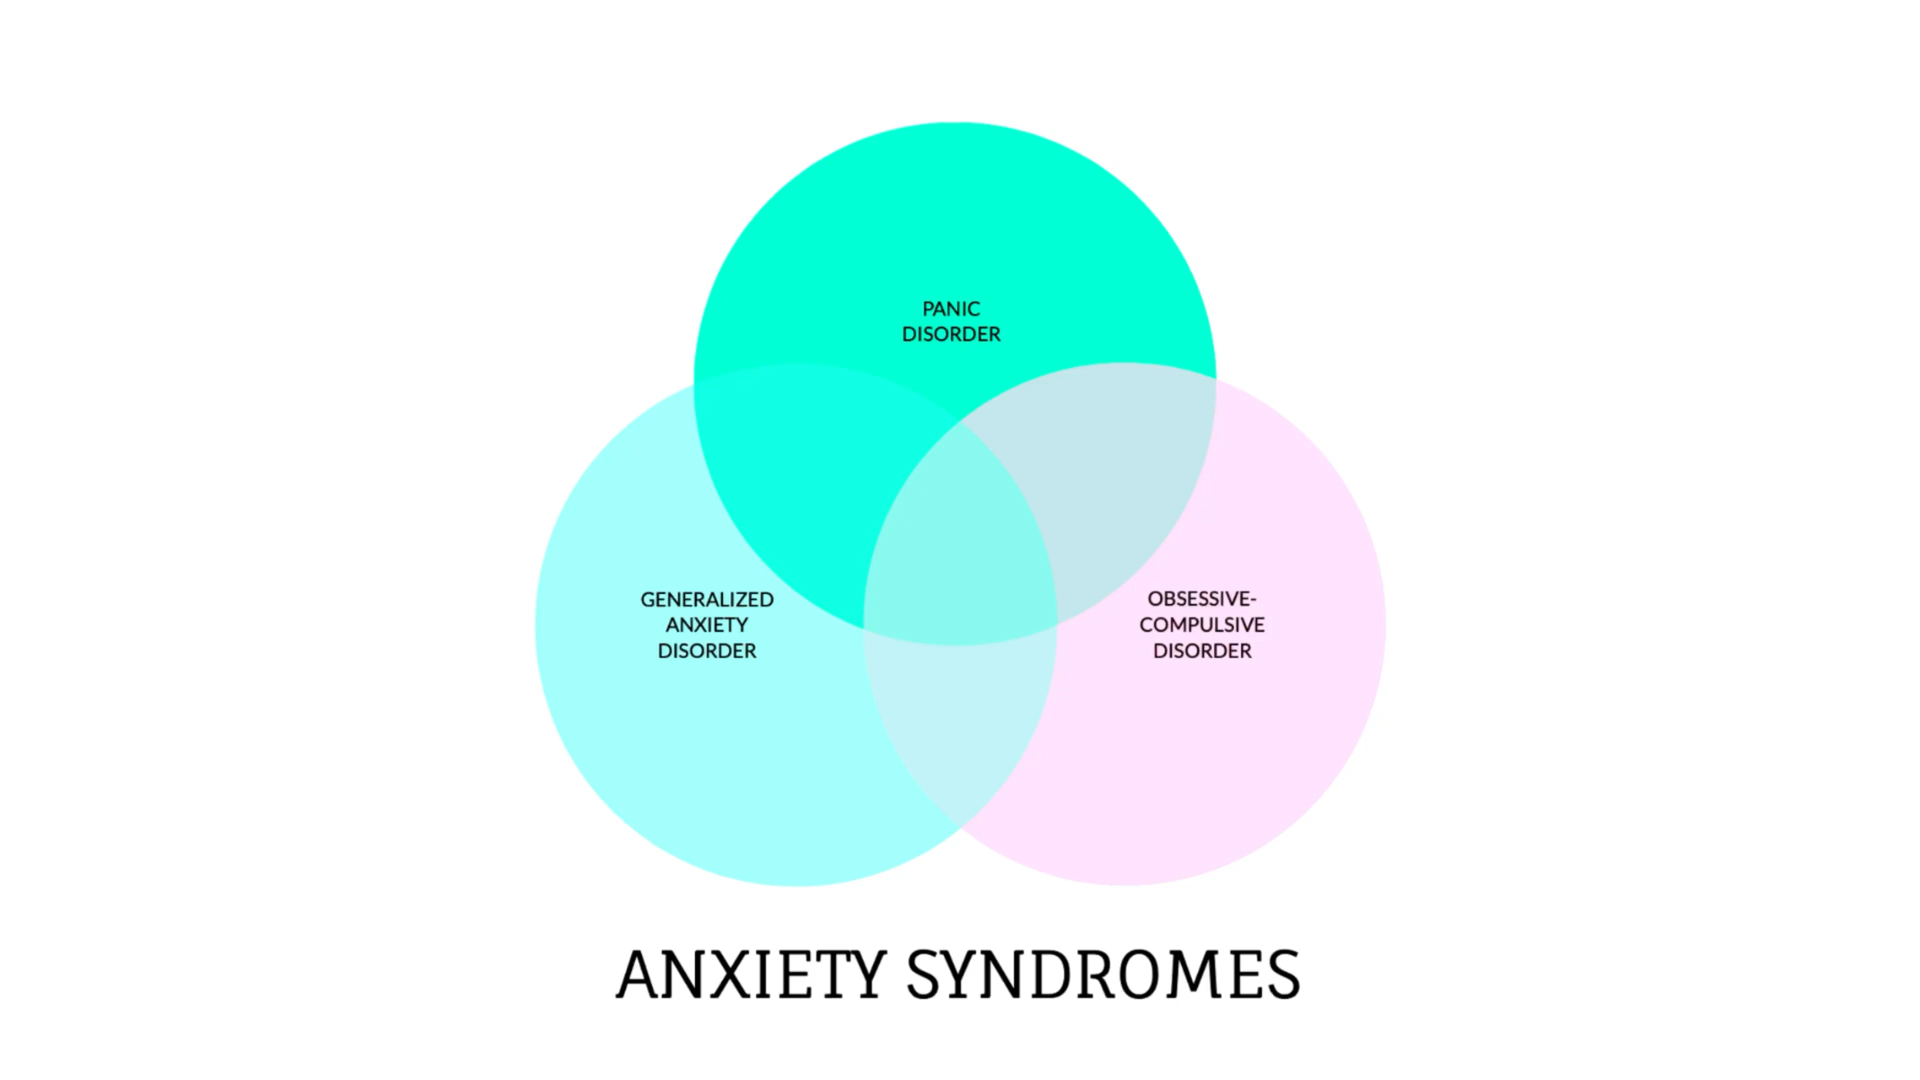 PANIC
DISORDER
GENERALIZED
ANXIETY
DISORDER
OBSESSIVE-
COMPULSIVE
DISORDER
ANXIETY SYNDROMES